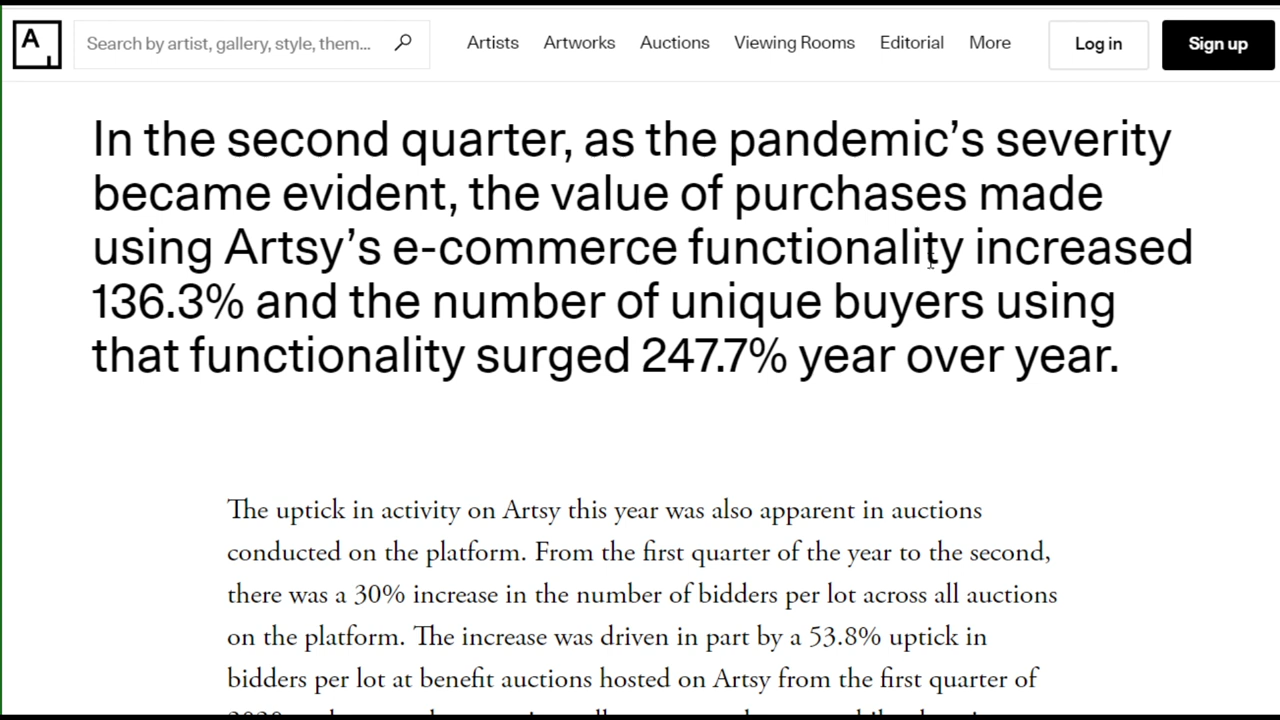 A
Search by artist, gallery, style, them...
Artists
Artworks
Auctions
Viewing Rooms
Editorial
More
Log in
Sign up
In the second quarter, as the pandemic’s severity
became evident, the value of purchases made
using Artsy’s e-commerce functionality increased
136.3% and the number of unique buyers using
that functionality surged 247.7% year over year.
The uptick in activity on Artsy this year was also apparent in auctions
conducted on the platform. From the first quarter of the year to the second,
there was a 30% increase in the number of bidders per lot across all auctions
on the platform. The increase was driven in part by a 53.8% uptick in
bidders per lot at benefit auctions hosted on Artsy from the first quarter of